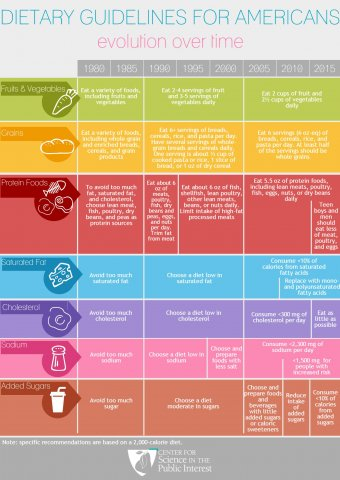 DIETARY GUIDELINES FOR AMERICANS
evolution over time
1980 1985 1990 1995 2000 2005 2010 2015
Fruits & Vegetables
Eat a variety of foods,
including fruits and
vegetables
Eat 2-4 servings of fruit
and 3-5 servings of
vegetables daily
Eat 2 cups of fruit and
2½ cups of vegetables
daily
Grains
Eat a variety of foods,
including whole grain
and enriched breads,
cereals, and grain
products
Eat 6+ servings of breads,
cereals, rice, and pasta per day.
Have several servings of whole
grain breads and cereals daily.
One serving is about ½ cup of
cooked pasta or rice, 1 slice of
bread, or 1 oz of dry cereal
Eat 6 servings (6 oz eq) of
breads, cereals, rice, and
pasta per day. At least half
of the servings should be
whole grains
Protein Foods
To avoid too much
fat, saturated fat,
and cholesterol,
choose lean meat,
fish, poultry, dry
beans, and peas as
protein sources
Eat about 6
oz of
meats,
poultry,
fish, dry
beans and
peas, eggs,
and nuts
per day.
Trim fat
from meat
Eat about 6 oz of fish,
shellfish, lean poultry,
other lean meats,
beans, or nuts daily.
Limit intake of high-fat
processed meats
Eat 5.5 oz of protein foods,
including lean meats, poultry,
fish, eggs, nuts, or dry beans
daily
Teen
boys and
men
should
eat less
of meat,
poultry,
and eggs
Saturated Fat
Avoid too much
saturated fat
Choose a diet low in
saturated fat
Consume <10% of
calories from saturated
fatty acids
Replace with mono
and polyunsaturated
fatty acids
Cholesterol
Avoid too much
cholesterol
Choose a diet low in
cholesterol
Consume <300 mg of
cholesterol per day
Eat as
little as
possible
Sodium
Avoid too much
sodium
Choose a diet low in
sodium
Choose and
prepare
foods with
less salt
Consume <2,300 mg of
sodium per day
<1,500 mg for
people with
increased risk
Added Sugars
Avoid too much
sugar
Choose a diet
moderate in sugars
Choose and
prepare foods
and
beverages
with little
added sugars
or caloric
sweeteners
Reduce
intake
of
added
sugars
Consume
<10% of
calories
from
added
sugars
Note: specific recommendations are based on a 2,000-calorie diet.
CENTER FOR
Science IN THE
Public Interest